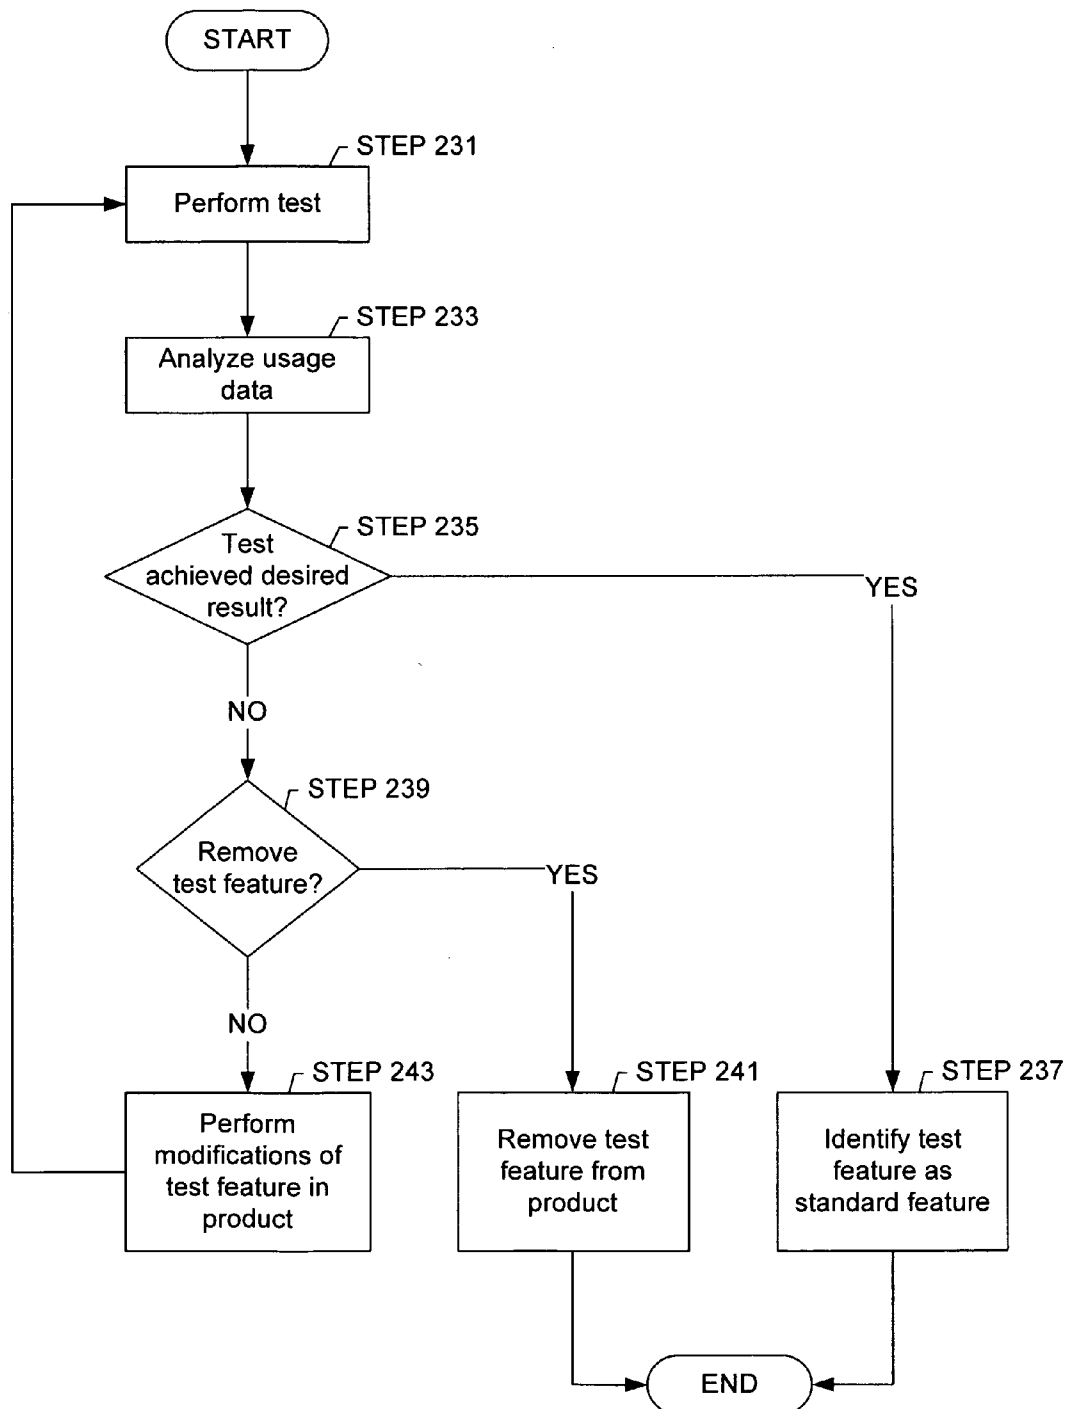 START
STEP 231
Perform test
STEP 233
Analyze usage
data
STEP 235
Test
achieved desired
result?
YES
NO
STEP 239
Remove
test feature?
YES
NO
STEP 243
Perform
modifications of
test feature in
product
STEP 241
Remove test
feature from
product
STEP 237
Identify test
feature as
standard feature
END